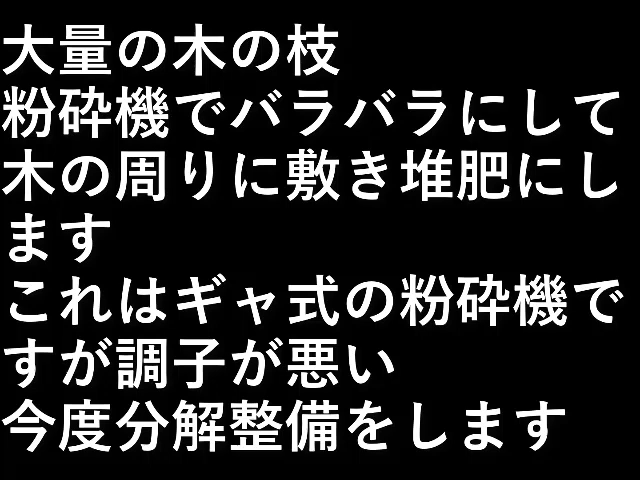 大量の木の枝
粉砕機でバラバラにして
木の周りに敷き堆肥にし
ます
これはギャ式の粉砕機で
すが調子が悪い
今度分解整備をします